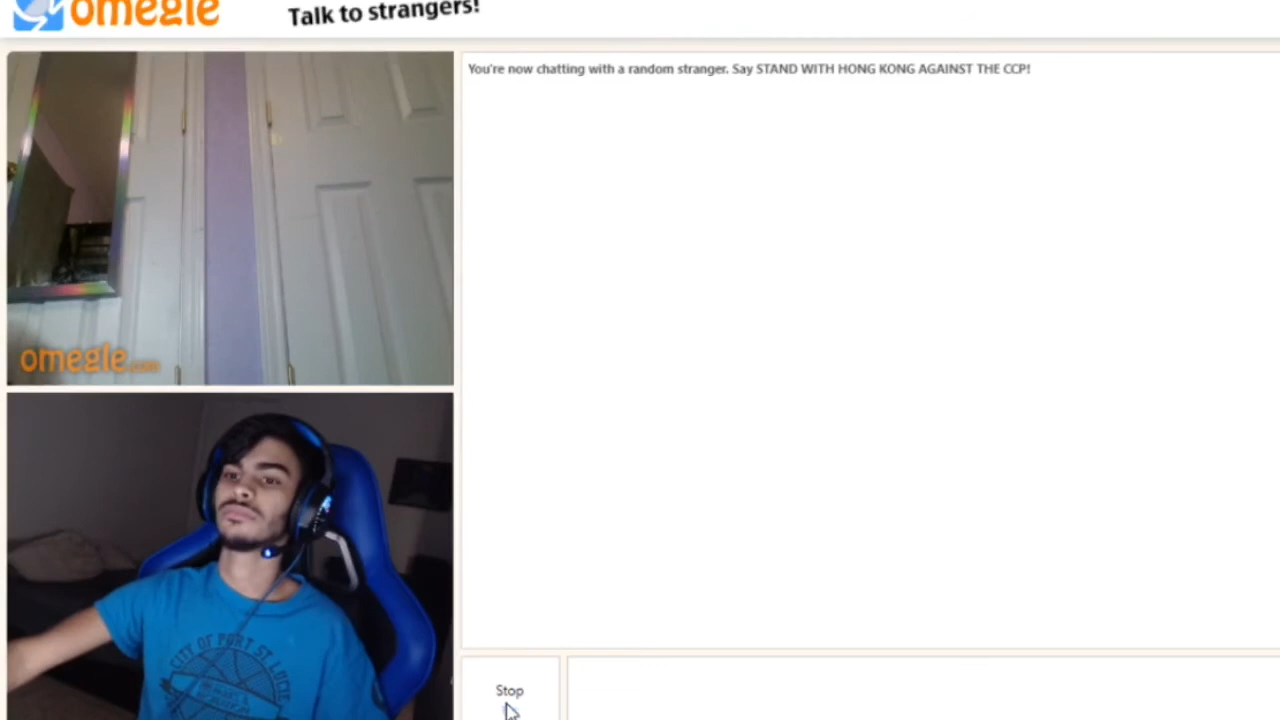 omegle
Talk to strangers!
You're now chatting with a random stranger. Say STAND WITH HONG KONG AGAINST THE CCP!
omegle.com
CITY OF PORT ST LUCIE
Stop